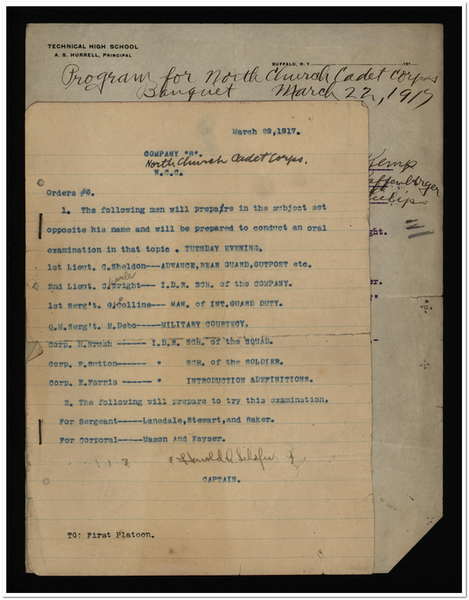 TECHNICAL HIGH SCHOOL
A. S. HURRELL, PRINCIPAL
BUFFALO, N.Y. 191
Program for North Church Cadet Corps
Banquet March 22, 1917
Kemp
March 29, 1917.
COMPANY "B"
North Church Cadet Corps.
N.C.C.
Orders #6.
1. The following men will prepare in the subject set
opposite his name and will be prepared to conduct an oral
examination in that topic . TUESDAY EVENING.
1st Lieut. C.Sheldon---ADVANCE,REAR GUARD,OUTPOST etc.
2nd Lieut. C.Wright---- I.D.R. SCH. of the COMPANY.
1st Serg't. G.Colline---MAN. of INT.GUARD DUTY.
Q.M.Serg't. H.Debo-----MILITARY COURTECY.
Corp. H.Brush ------ I.D.R. SCH. of the SQUAD.
Corp. F.Sutton------ " SCH. of the SOLDIER.
Corp. E.Farris ----- " INTRODUCTION &DEFINITIONS.
2. The following will prepare to try this examination,
For Sergeant-----Lansdale,Stewart,and Baker.
For Corporal-----Mason And Kayser.
CAPTAIN.
TO: First Platoon.